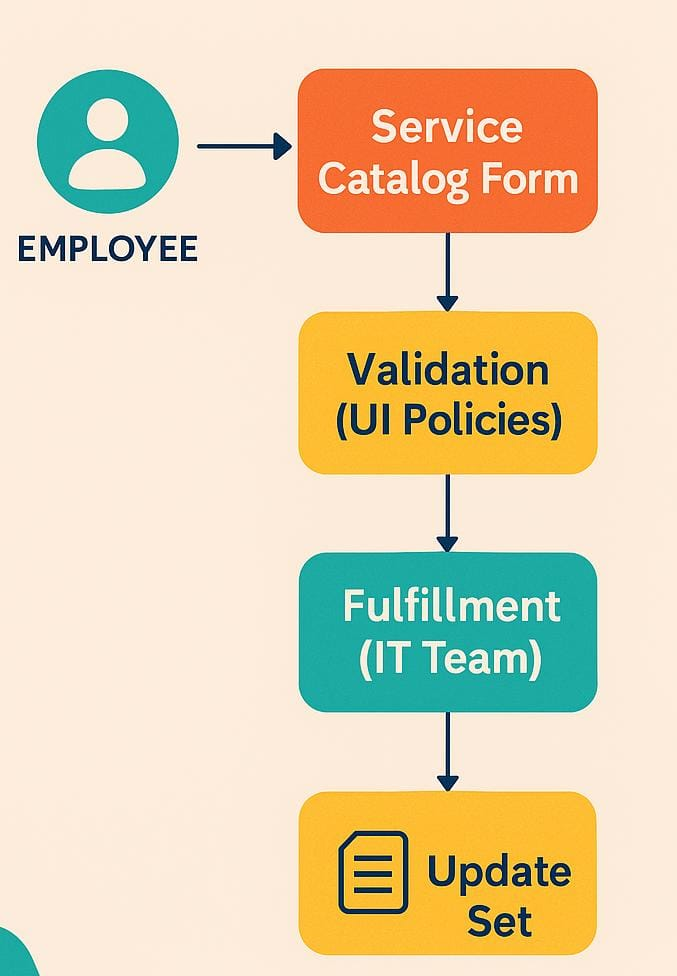 EMPLOYEE
Service
Catalog Form
Validation
(UI Policies)
Fulfillment
(IT Team)
Update
Set